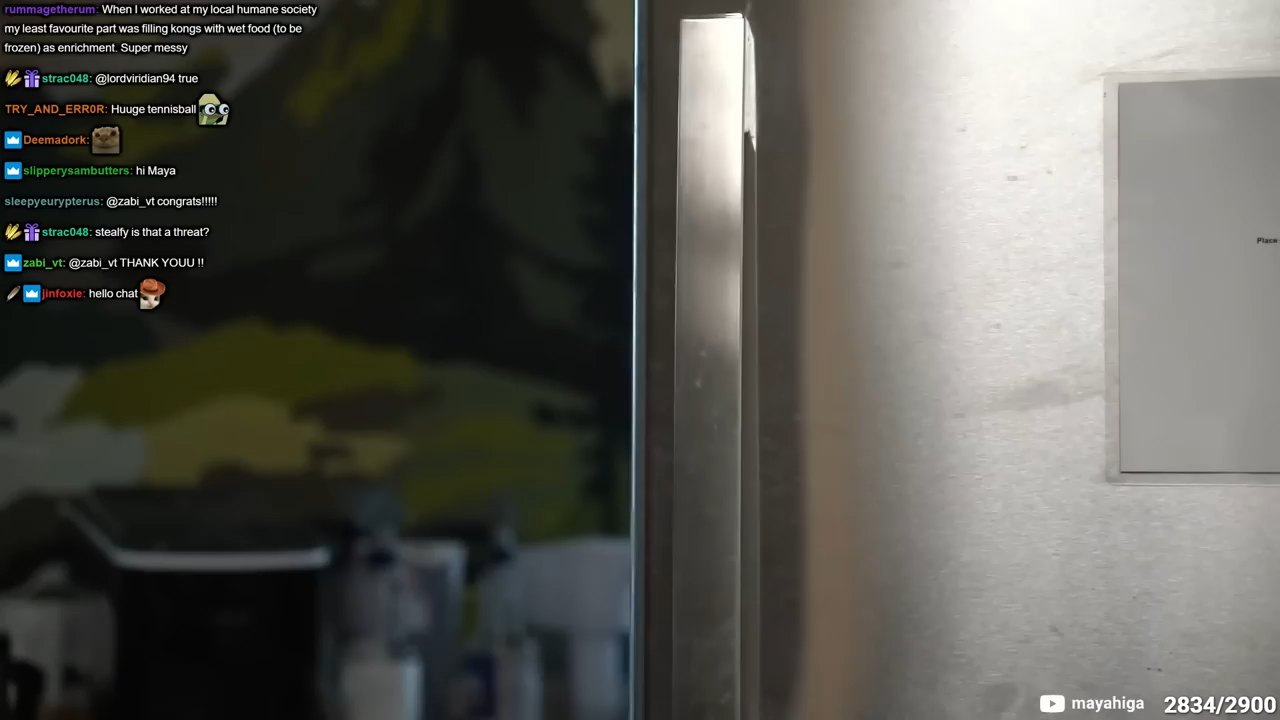 rummagetherum: When I worked at my local humane society
my least favourite part was filling kongs with wet food (to be
frozen) as enrichment. Super messy
strac048: @lordviridian94 true
TRY_AND_ERR0R: Huuge tennisball
Deemadork:
slipperysambutters: hi Maya
sleepyeurypterus: @zabi_vt congrats!!!!!
strac048: stealfy is that a threat?
zabi_vt: @zabi_vt THANK YOUU !!
jinfoxie: hello chat
Place
mayahiga 2834/2900